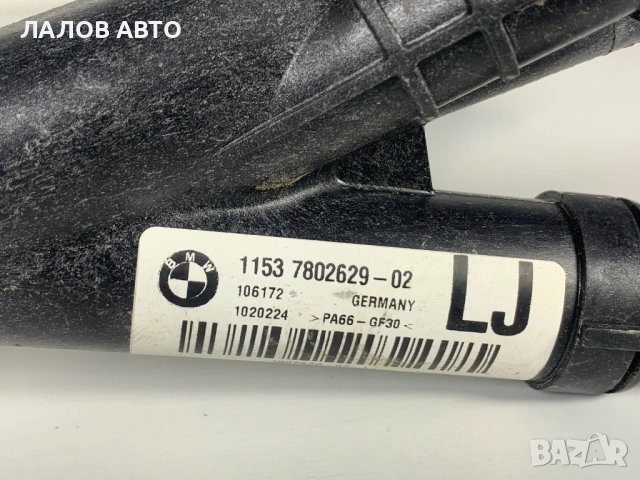 ЛАЛОВ АВТО
BMW
1153 7802629-02
106172 GERMANY
1020224 >PA66-GF30<
LJ
BAZAR